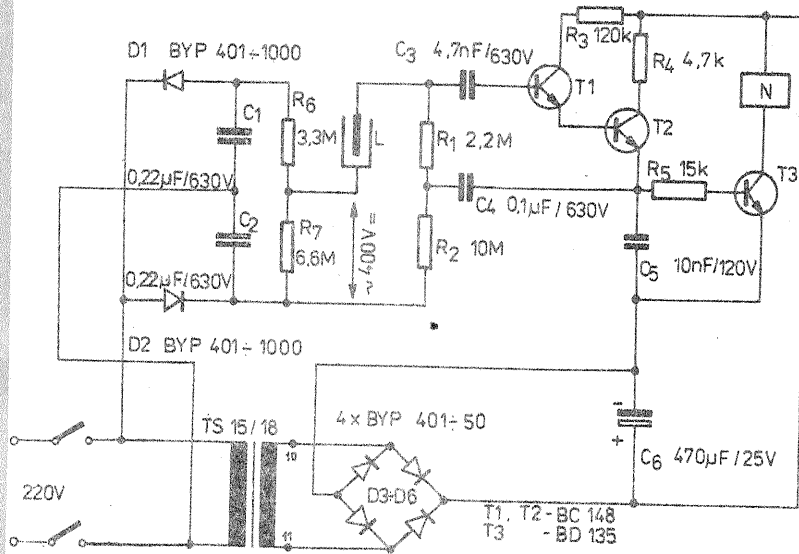 D1 BYP 401÷1000
C1
0,22µF/630V
C2
0,22µF/630V
D2 BYP 401÷1000
R6
3,3M
R7
6,6M
L
~400V=
C3 4,7nF/630V
R1 2,2M
C4 0,1µF/630V
R2 10M
R3 120k
R4 4,7k
T1
T2
N
R5 15k
T3
C5 10nF/120V
220V
TS 15/18
10
11
4x BYP 401÷50
D3÷D6
-
+
C6 470µF/25V
T1, T2 - BC 148
T3 - BD 135